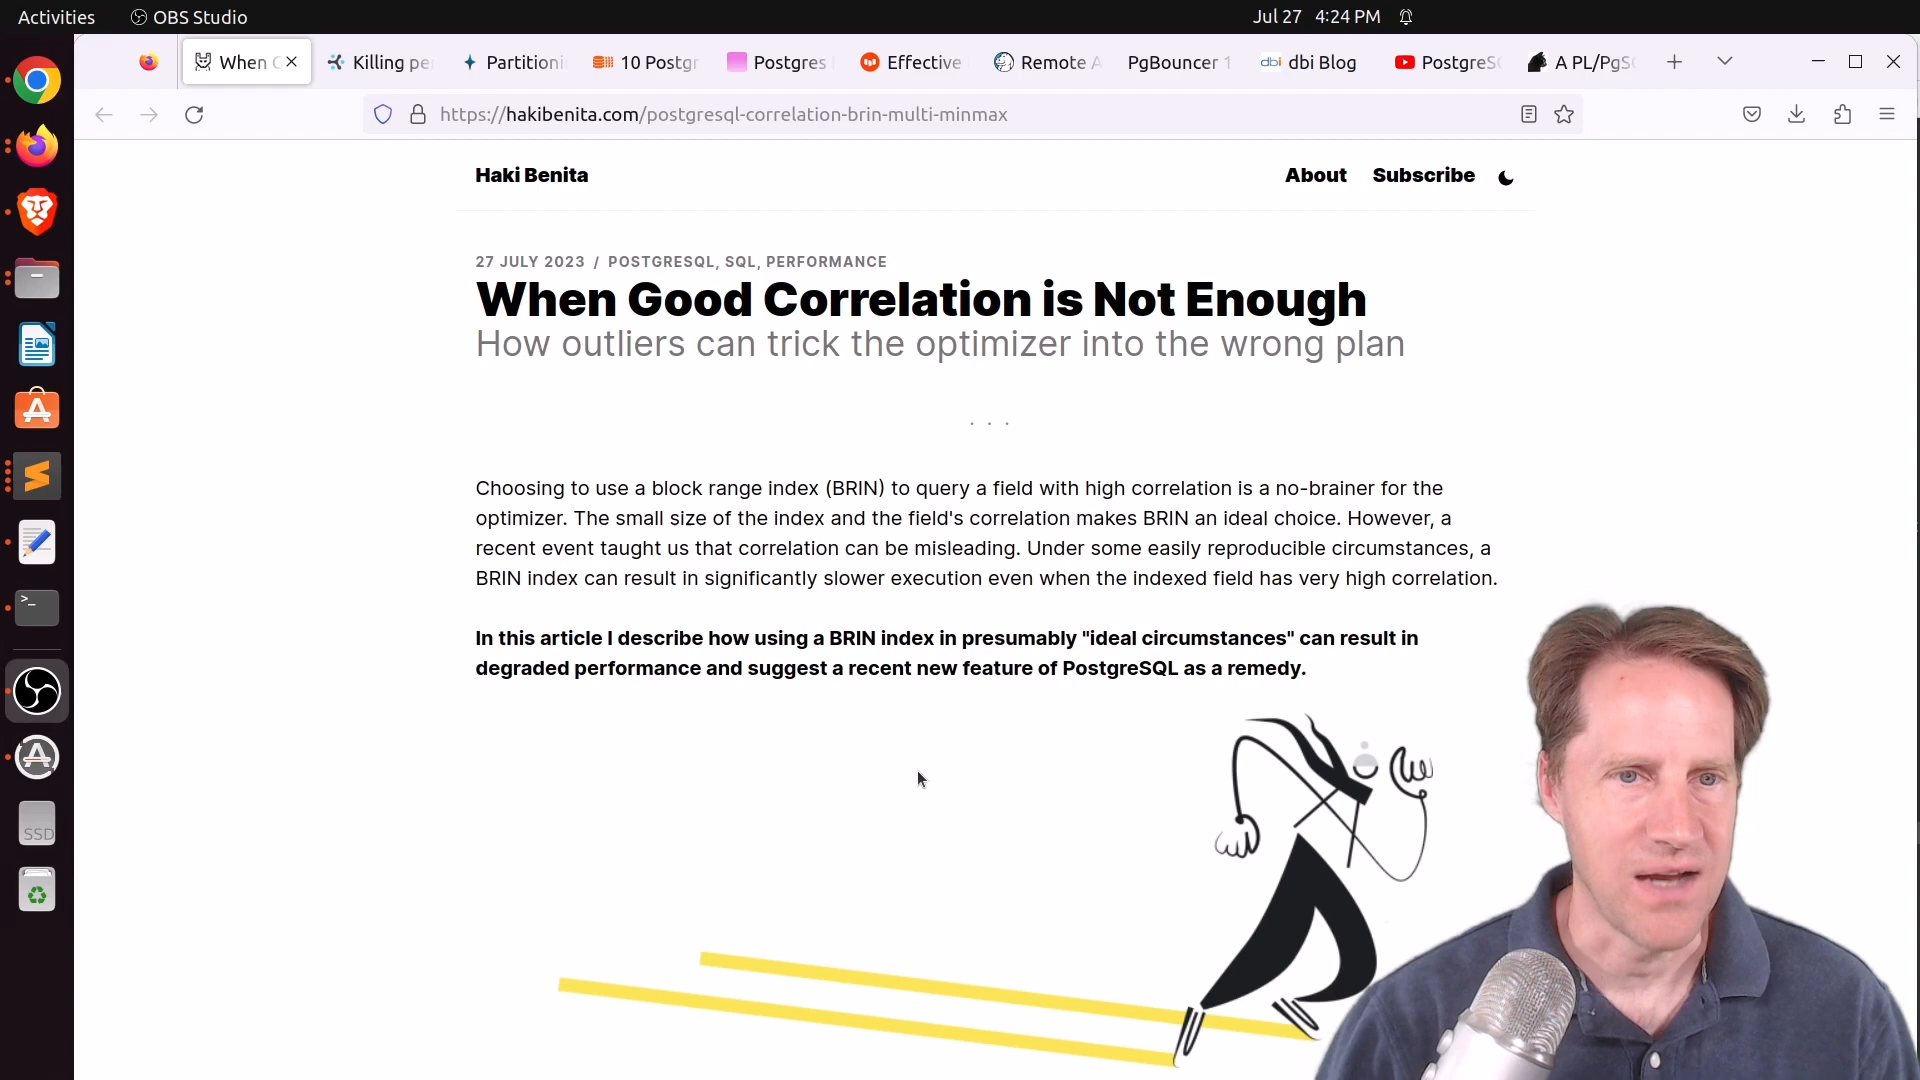 Activities
OBS Studio
Jul 27 4:24 PM
When
Killing
Partitioni
10 Postgr
Postgres
Effective
Remote
PgBouncer 1
dbi
dbi Blog
PostgreS
A PL/PgS
https://hakibenita.com/postgresql-correlation-brin-multi-minmax
Haki Benita
About
Subscribe
27 JULY 2023 / POSTGRESQL, SQL, PERFORMANCE
When Good Correlation is Not Enough
How outliers can trick the optimizer into the wrong plan
. . .
Choosing to use a block range index (BRIN) to query a field with high correlation is a no-brainer for the
optimizer. The small size of the index and the field's correlation makes BRIN an ideal choice. However, a
recent event taught us that correlation can be misleading. Under some easily reproducible circumstances, a
BRIN index can result in significantly slower execution even when the indexed field has very high correlation.
In this article I describe how using a BRIN index in presumably "ideal circumstances" can result in
degraded performance and suggest a recent new feature of PostgreSQL as a remedy.
SSD